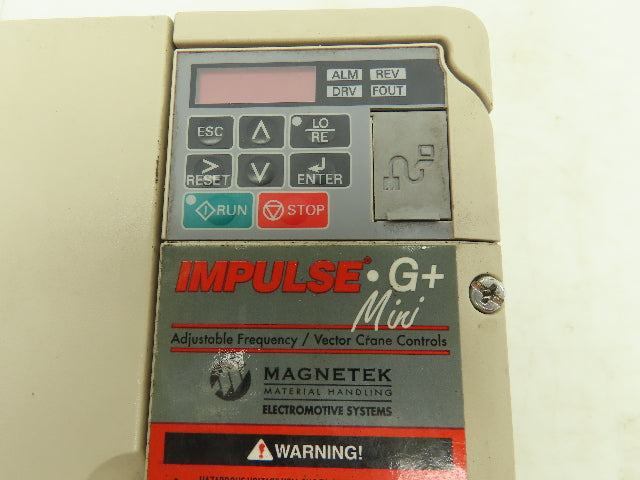 ALM REV
DRV FOUT
ESC LO
RE
RESET ENTER
RUN STOP
IMPULSE® • G+
Mini
Adjustable Frequency / Vector Crane Controls
MAGNETEK
MATERIAL HANDLING
ELECTROMOTIVE SYSTEMS
WARNING!